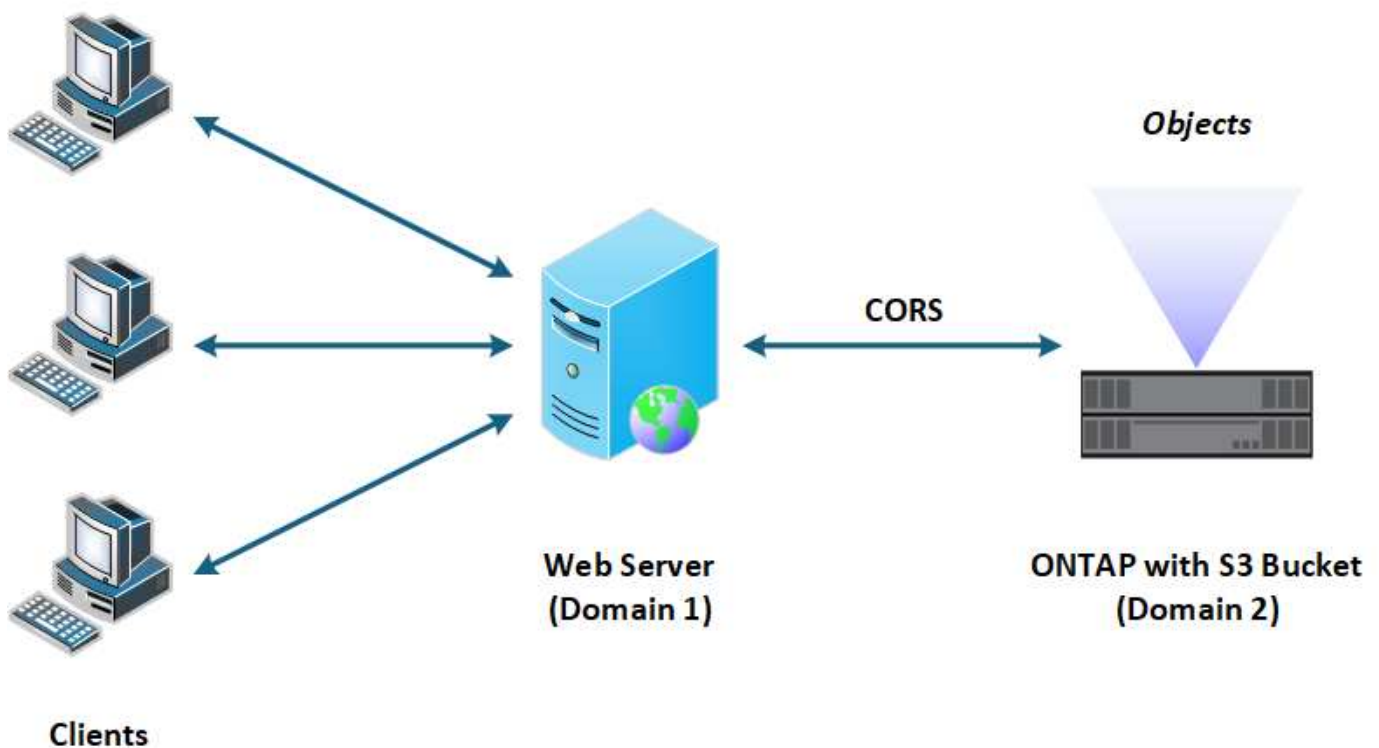 Objects
CORS
Web Server
(Domain 1)
ONTAP with S3 Bucket
(Domain 2)
Clients